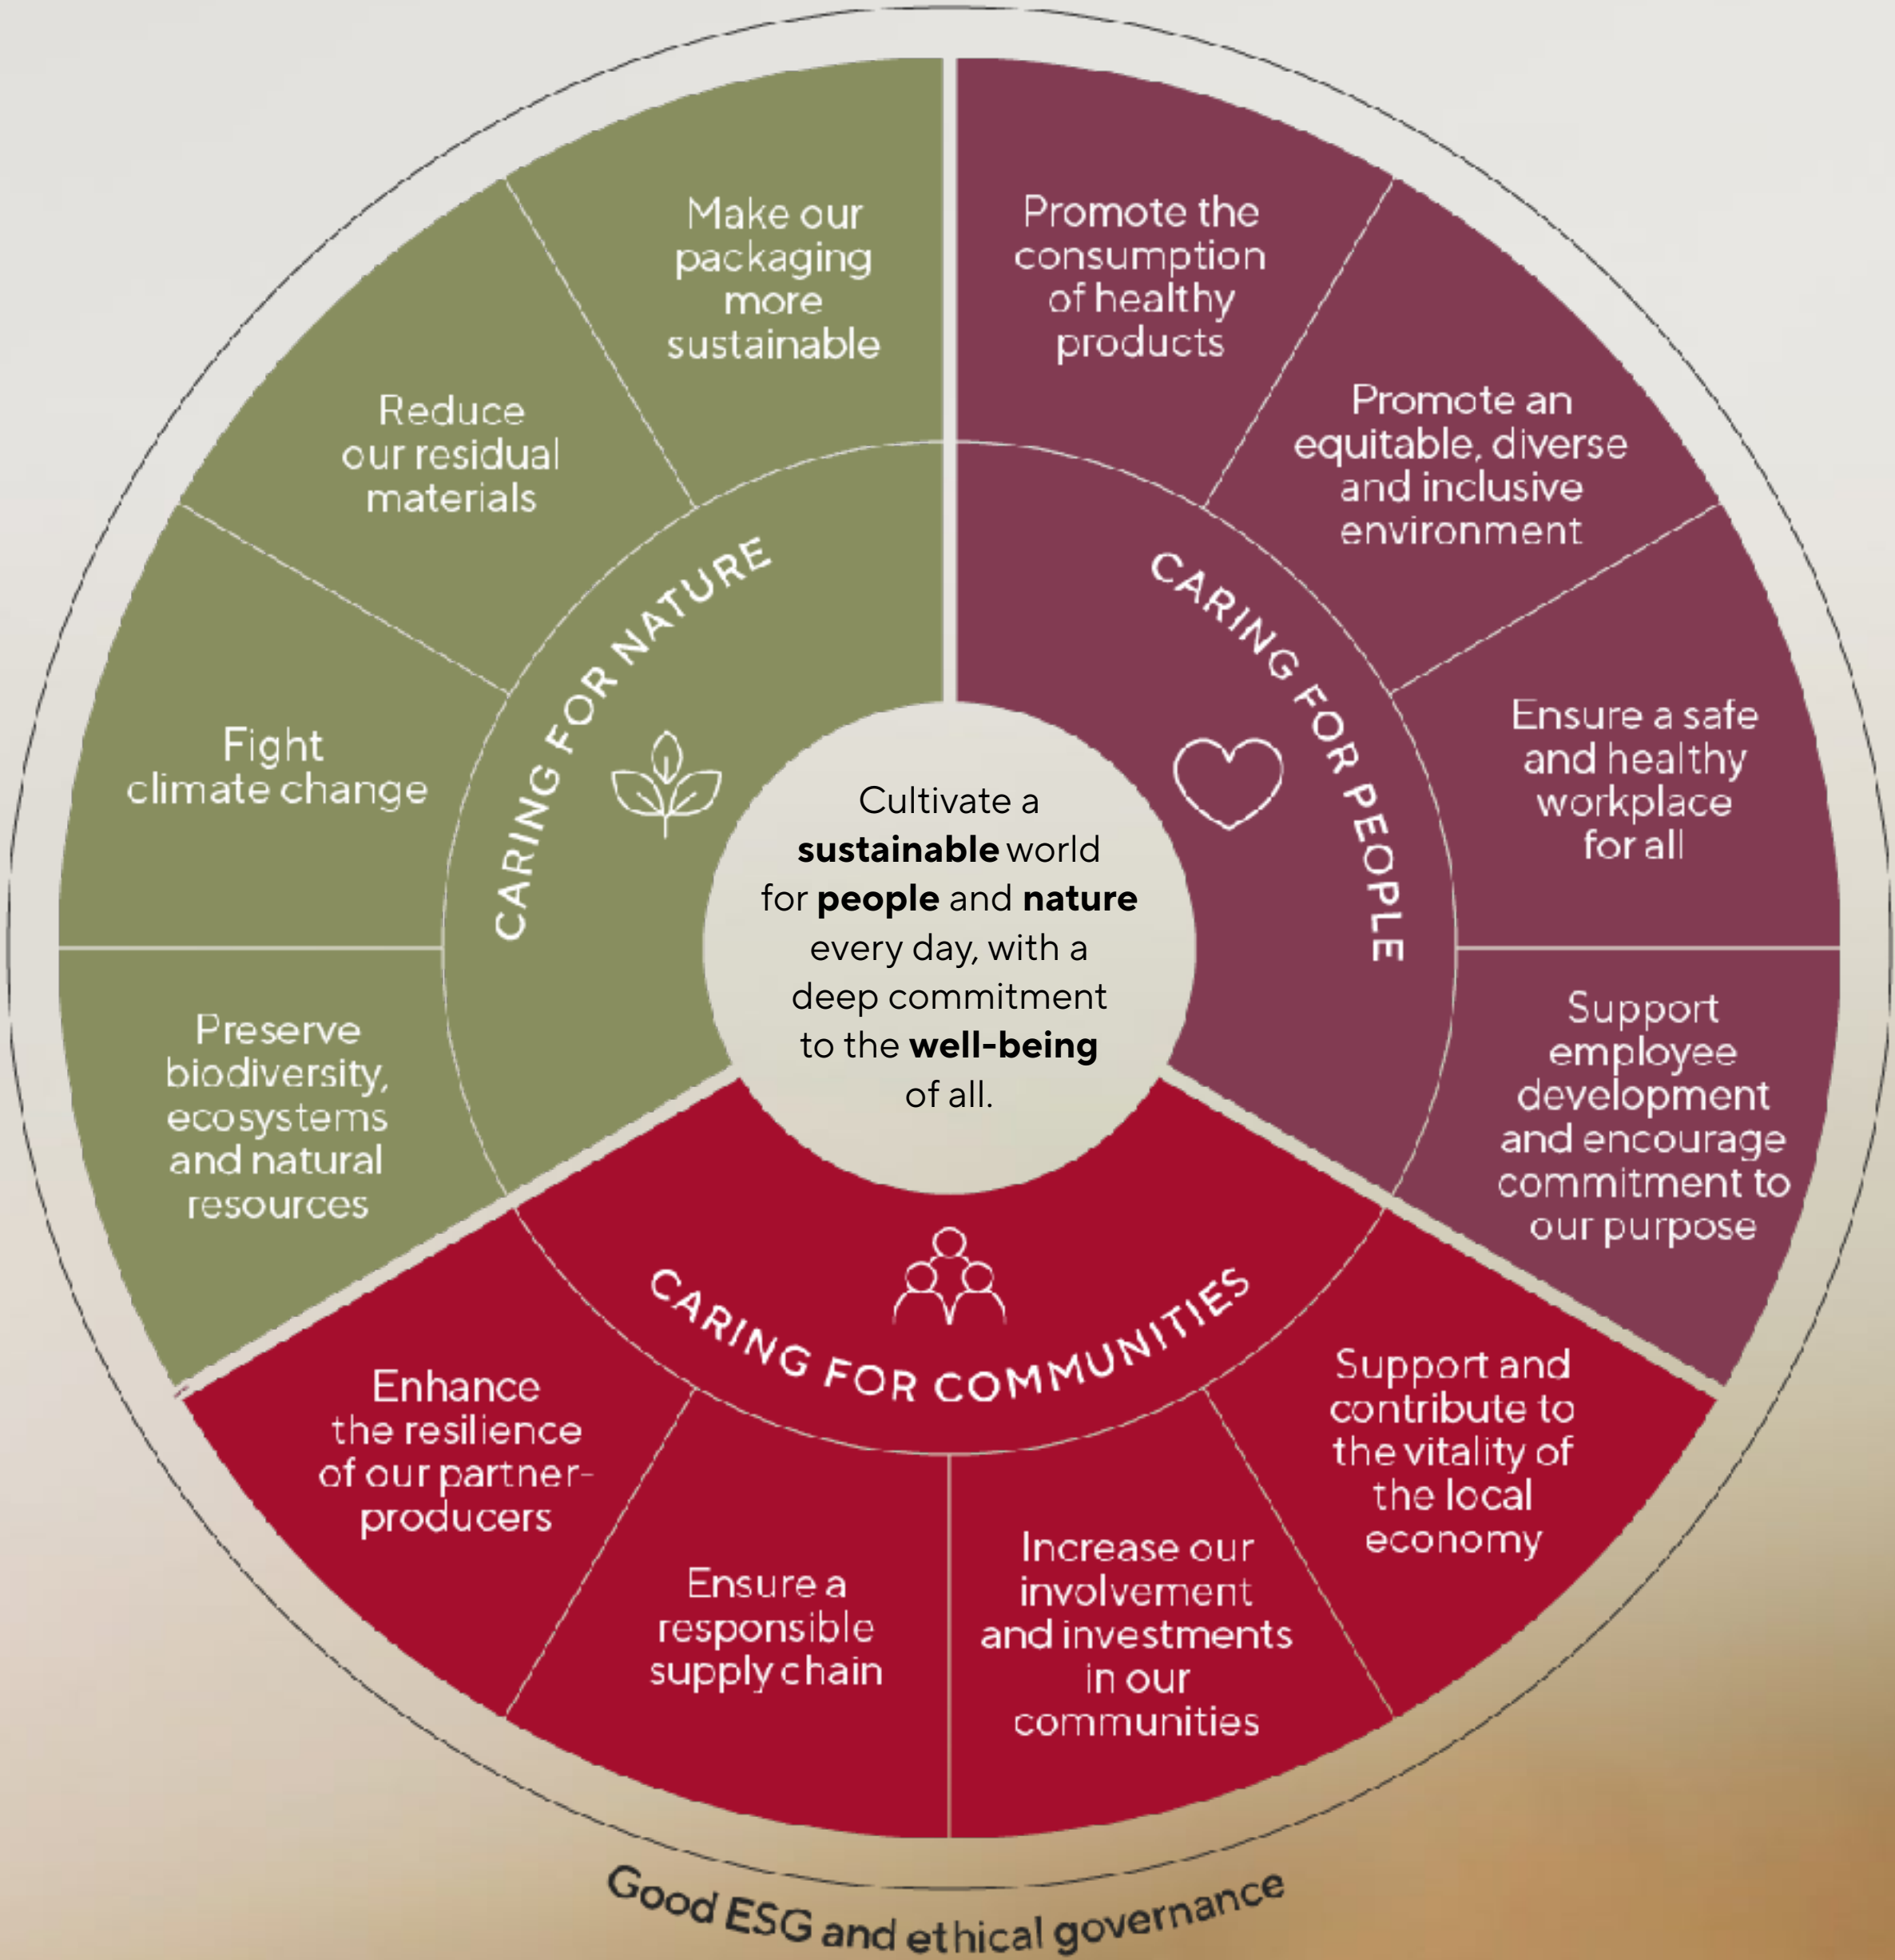 Make our
packaging
more
sustainable
Promote the
consumption
of healthy
products
Reduce
our residual
materials
Promote an
equitable, diverse
and inclusive
environment
Fight
climate change
Ensure a safe
and healthy
workplace
for all
Preserve
biodiversity,
ecosystems
and natural
resources
Support
employee
development
and encourage
commitment to
our purpose
CARING FOR NATURE
CARING FOR PEOPLE
Cultivate a
sustainable world
for people and nature
every day, with a
deep commitment
to the well-being
of all.
CARING FOR COMMUNITIES
Enhance
the resilience
of our partner-
producers
Ensure a
responsible
supply chain
Increase our
involvement
and investments
in our
communities
Support and
contribute to
the vitality of
the local
economy
Good ESG and ethical governance